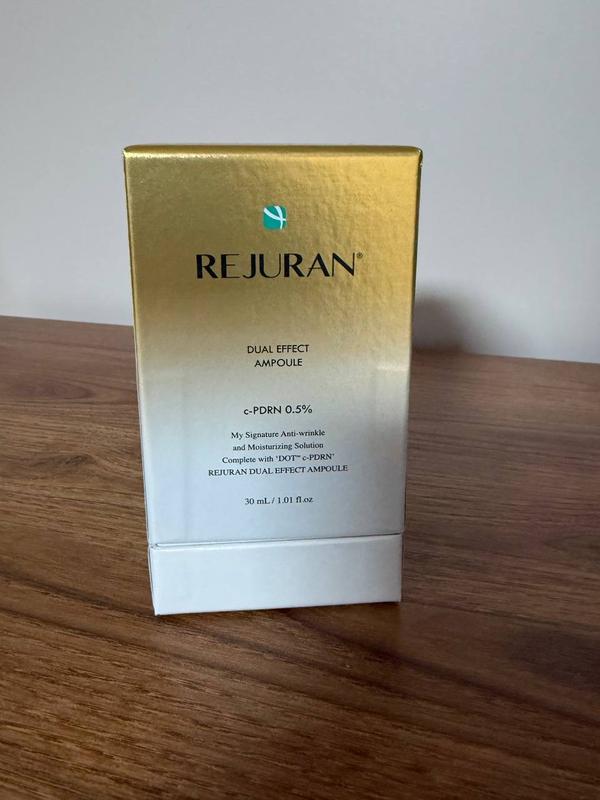 REJURAN®
DUAL EFFECT
AMPOULE
c-PDRN 0.5%
My Signature Anti-wrinkle
and Moisturizing Solution
Complete with ‘DOT™ c-PDRN’
REJURAN DUAL EFFECT AMPOULE
30 mL / 1.01 fl.oz